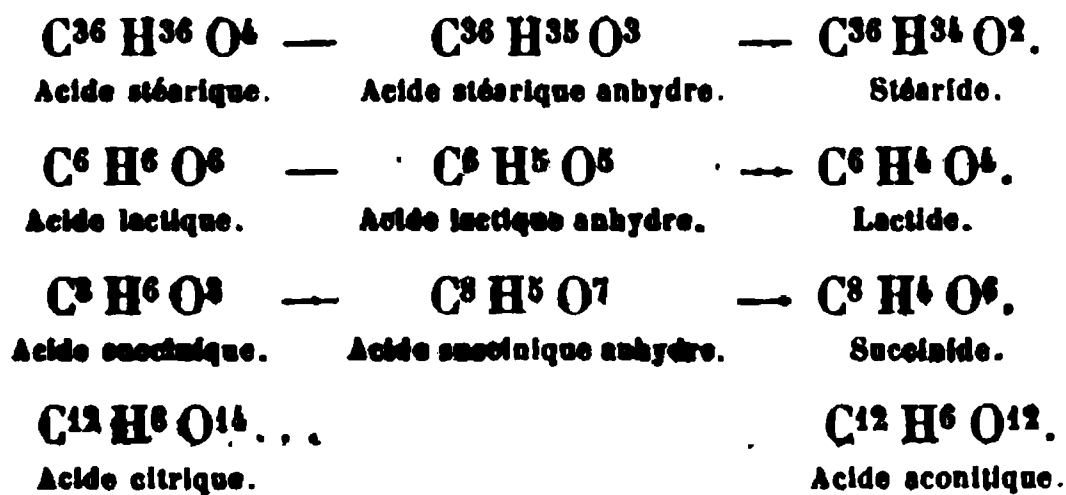 C³⁶ H³⁶ O⁴ — C³⁶ H³⁵ O³ — C³⁶ H³⁴ O².
Acide stéarique. Acide stéarique anhydre. Stéaride.
C⁶ H⁶ O⁶ — C⁶ H⁵ O⁵ — C⁶ H⁴ O⁴.
Acide lactique. Acide lactique anhydre. Lactide.
C⁸ H⁶ O⁸ — C⁸ H⁵ O⁷ — C⁸ H⁴ O⁶.
Acide succinique. Acide succinique anhydre. Succinide.
C¹² H⁸ O¹⁴... C¹² H⁶ O¹².
Acide citrique. Acide aconitique.